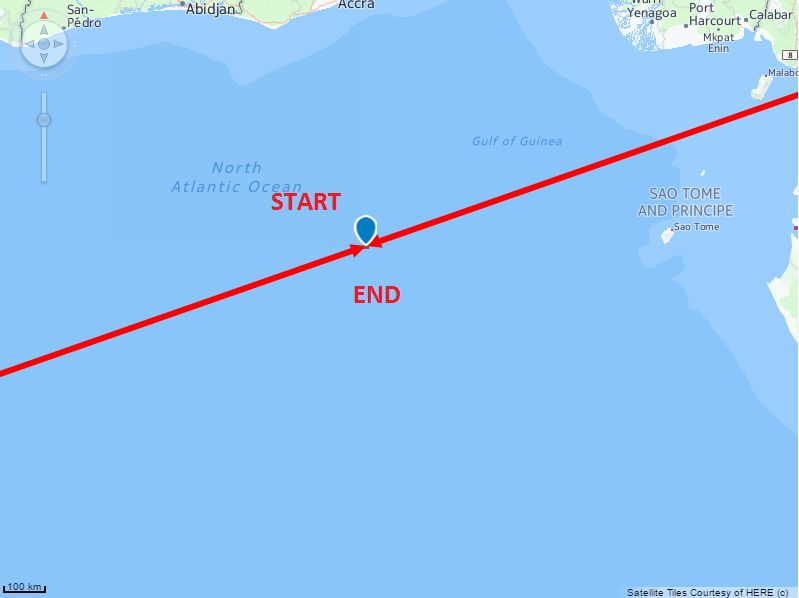 San-
Pédro
Abidjan
Accra
Warri
Yenagoa
Port
Harcourt
Calabar
Mkpat
Enin
8
Malabo
Gulf of Guinea
North
Atlantic Ocean
START
SAO TOME
AND PRINCIPE
Sao Tome
END
100 km
Satellite Tiles Courtesy of HERE (c)